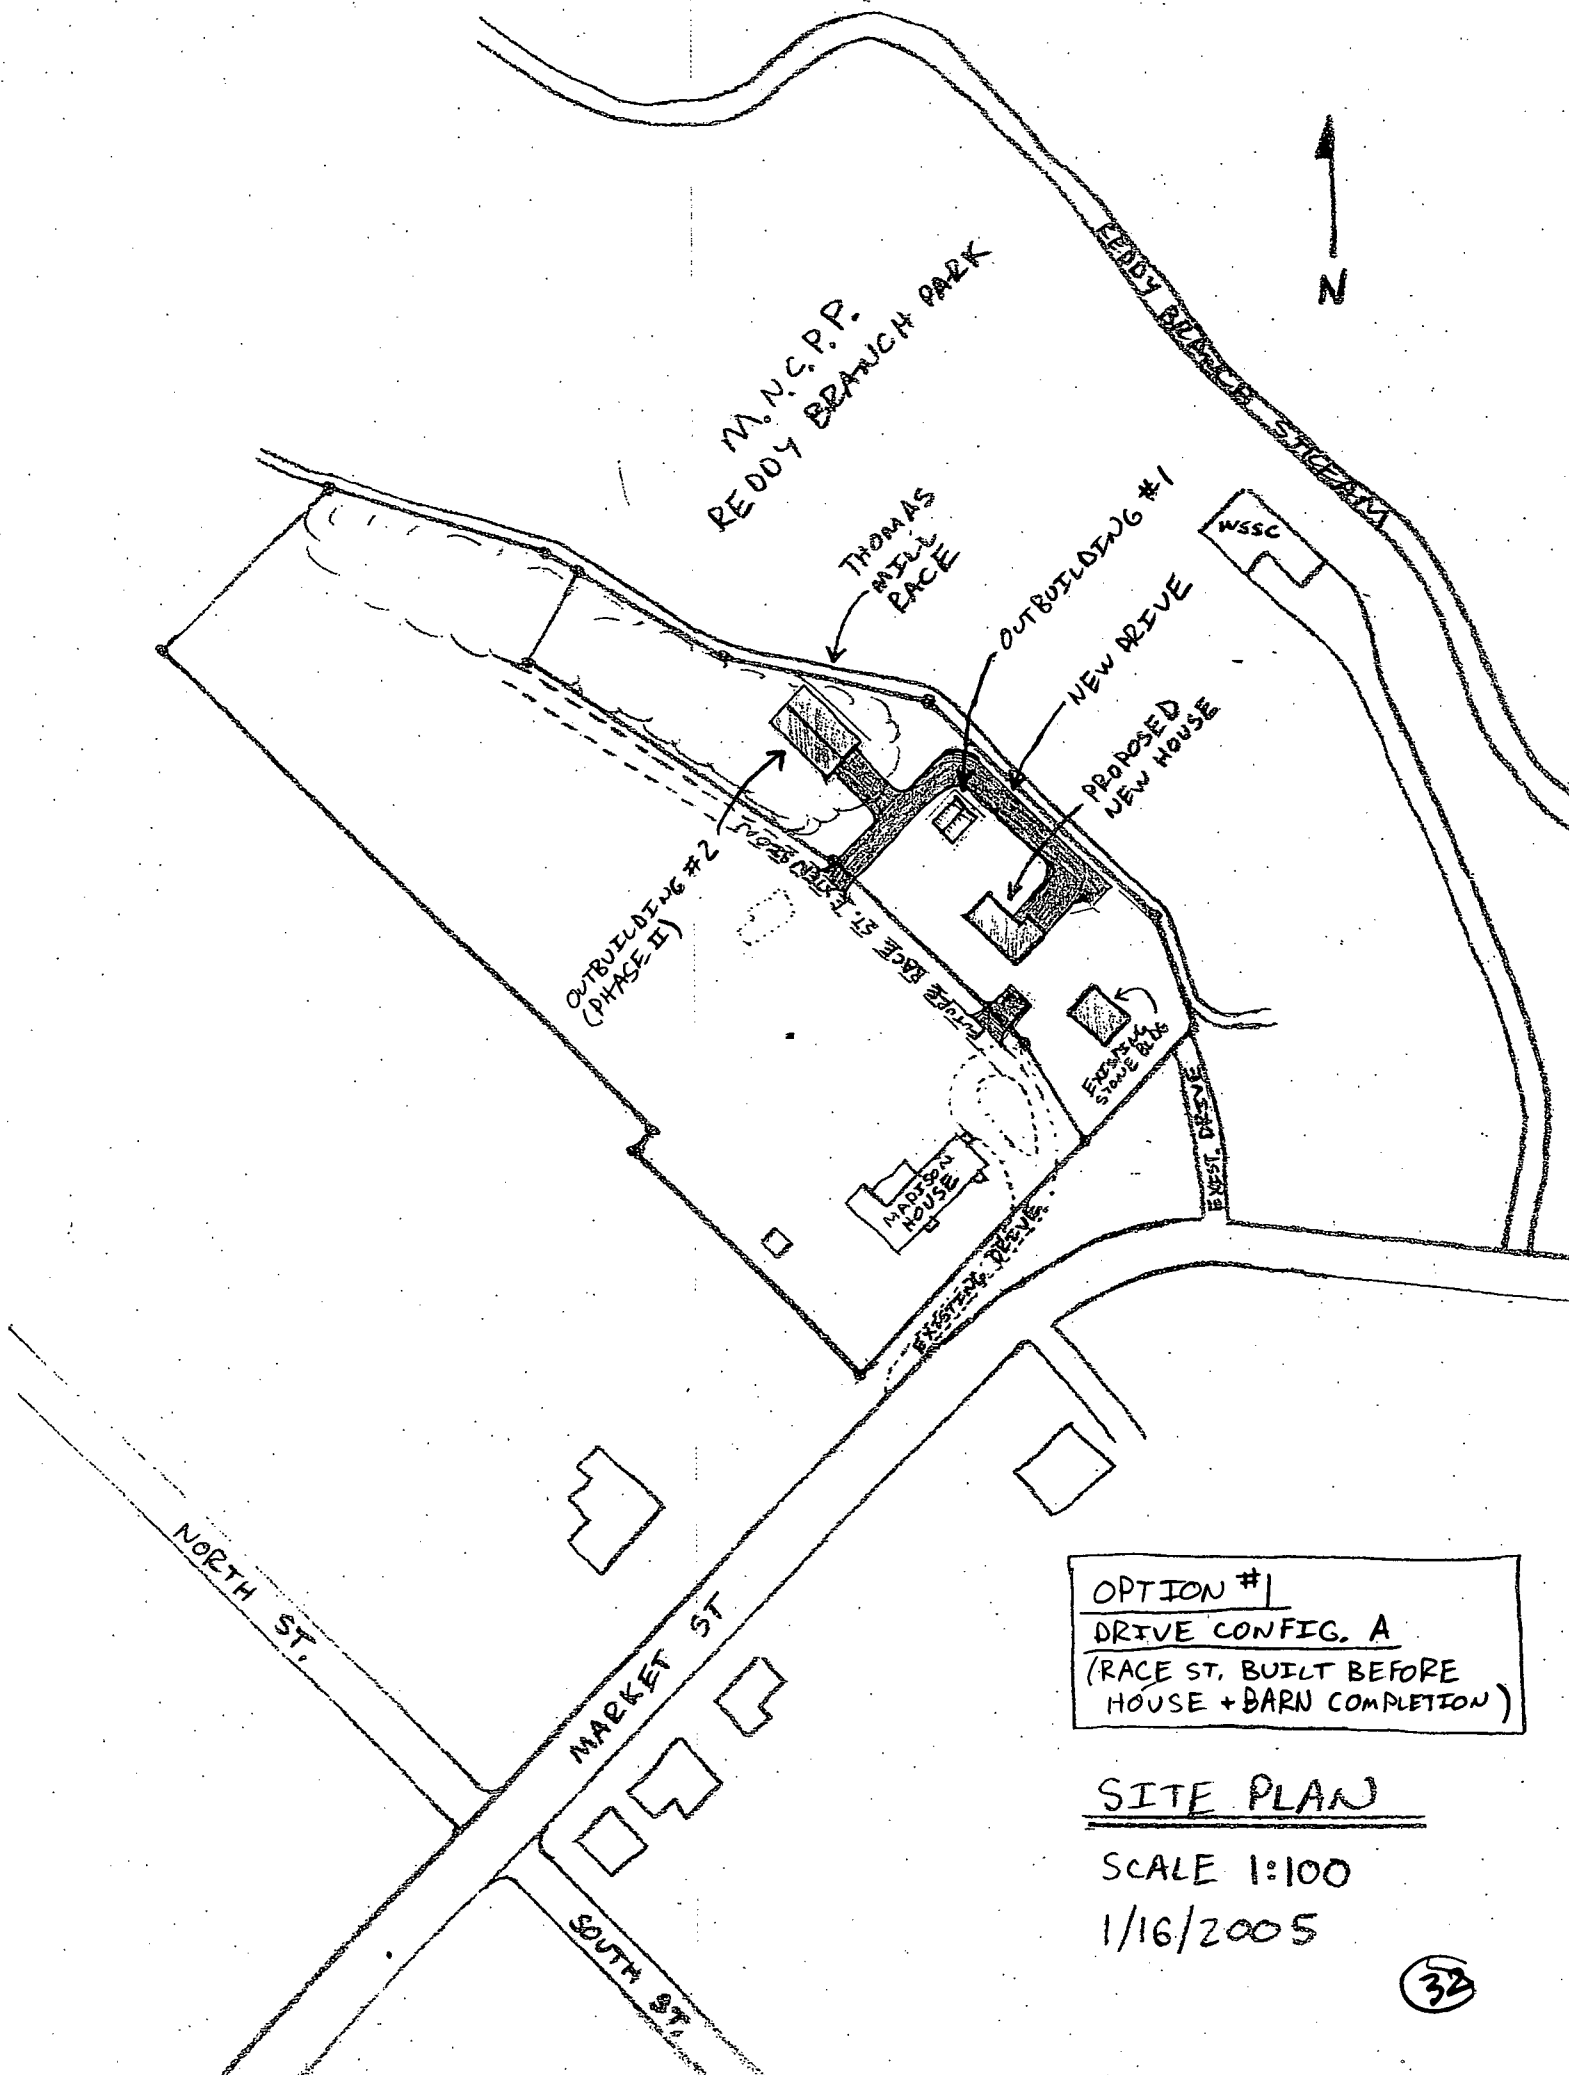 N
REDDY BRANCH STREAM
M.N.C.P.P.
REDDY BRANCH PARK
THOMAS
MILL
RACE
OUTBUILDING #1
NEW DRIVE
PROPOSED
NEW HOUSE
WSSC
OUTBUILDING #2
(PHASE II)
FUTURE RACE ST. EXTENSION
EXISTING
STONE BLDG
EXIST. DRIVE
MADISON
HOUSE
EXISTING DRIVE
NORTH ST.
MARKET ST
SOUTH ST.
OPTION #1
DRIVE CONFIG. A
(RACE ST. BUILT BEFORE
HOUSE + BARN COMPLETION)
SITE PLAN
SCALE 1:100
1/16/2005
32